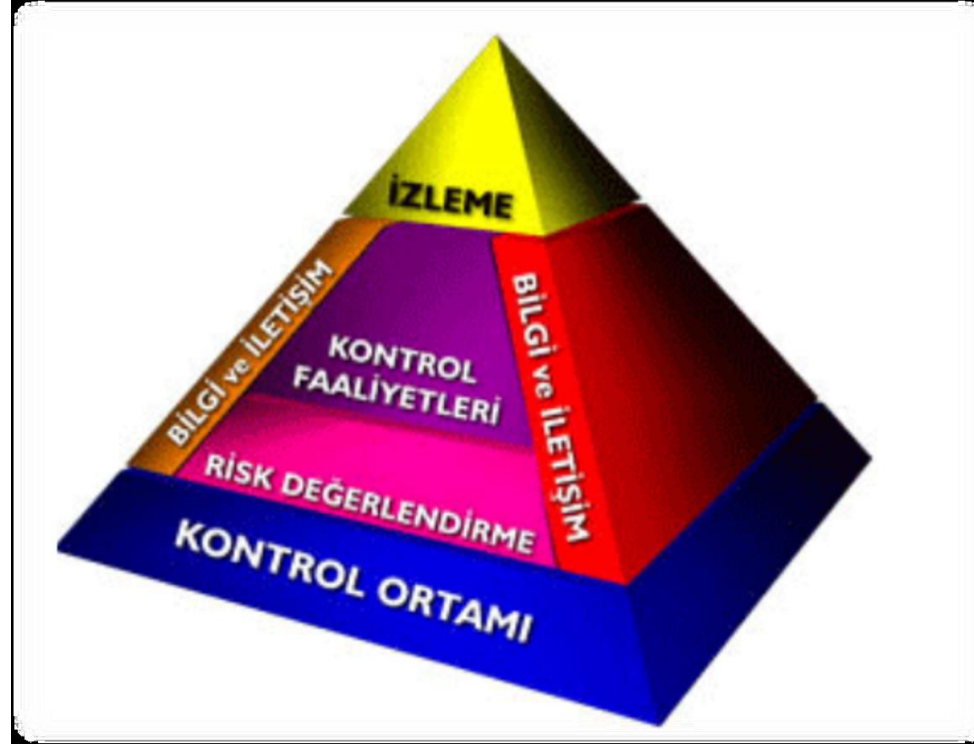 İZLEME
BİLGİ ve İLETİŞİM
BİLGİ ve İLETİŞİM
KONTROL
FAALİYETLERİ
RİSK DEĞERLENDİRME
KONTROL ORTAMI